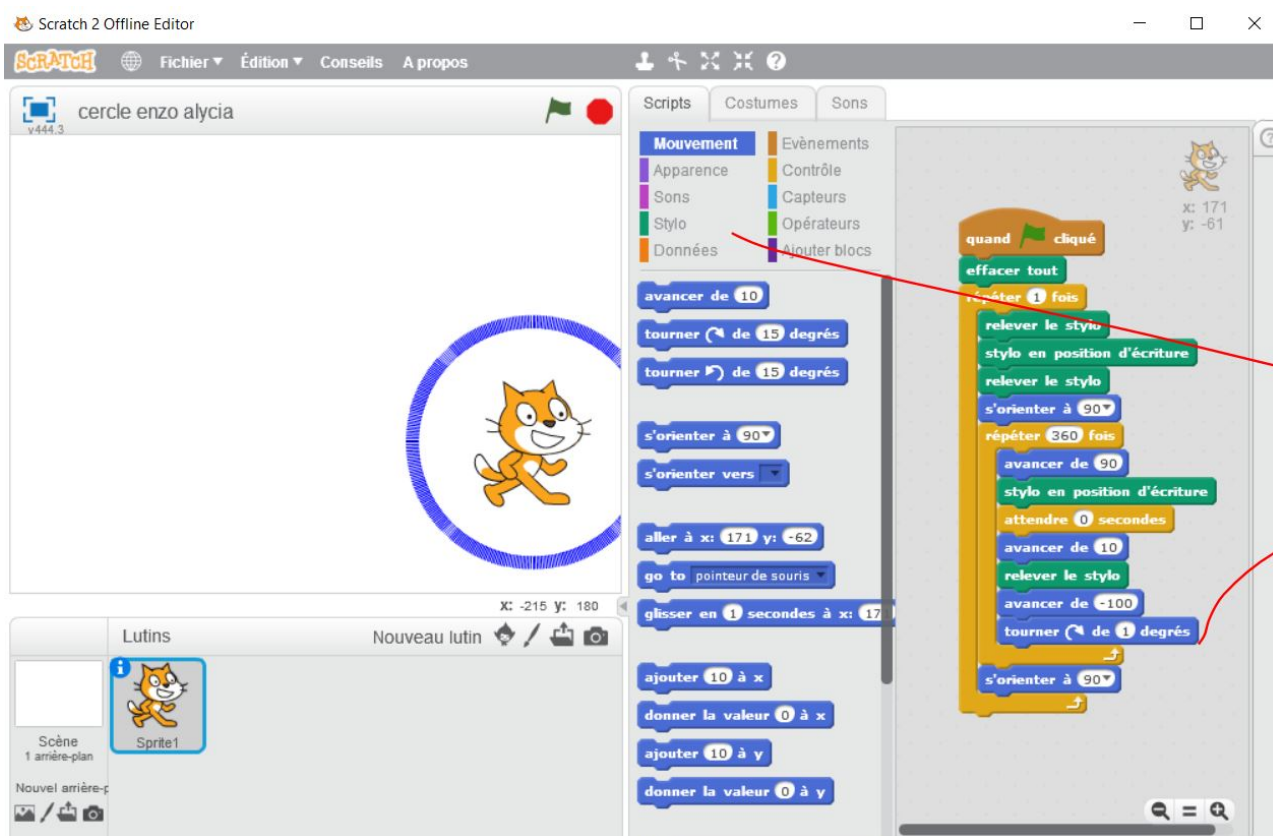 Scratch 2 Offline Editor
SCRATCH Fichier Édition Conseils A propos
v444.3
cercle enzo alycia
X: -215 Y: 180
Lutins
Nouveau lutin
Scène
1 arrière-plan
Sprite1
Nouvel arrière-p
Scripts Costumes Sons
Mouvement Evènements
Apparence Contrôle
Sons Capteurs
Stylo Opérateurs
Données Ajouter blocs
avancer de 10
tourner de 15 degrés
tourner de 15 degrés
s'orienter à 90
s'orienter vers
aller à x: 171 y: -62
go to pointeur de souris
glisser en 1 secondes à x: 17
ajouter 10 à x
donner la valeur 0 à x
ajouter 10 à y
donner la valeur 0 à y
x: 171
y: -61
quand cliqué
effacer tout
répéter 1 fois
relever le stylo
stylo en position d'écriture
relever le stylo
s'orienter à 90
répéter 360 fois
avancer de 90
stylo en position d'écriture
attendre 0 secondes
avancer de 10
relever le stylo
avancer de -100
tourner de 1 degrés
s'orienter à 90